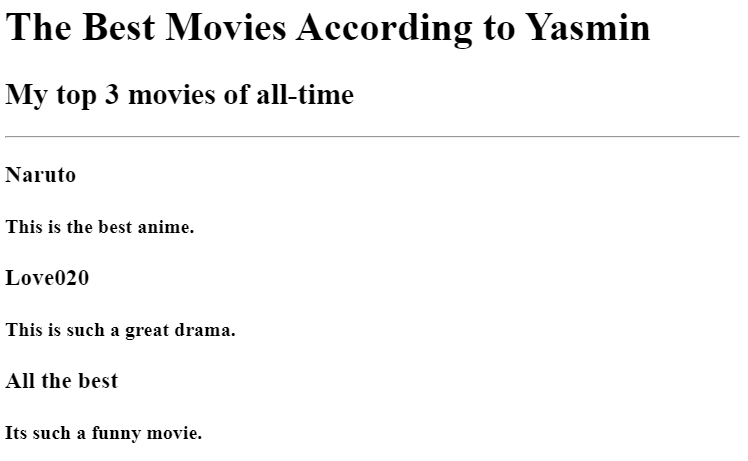 The Best Movies According to Yasmin
My top 3 movies of all-time
Naruto
This is the best anime.
Love020
This is such a great drama.
All the best
Its such a funny movie.